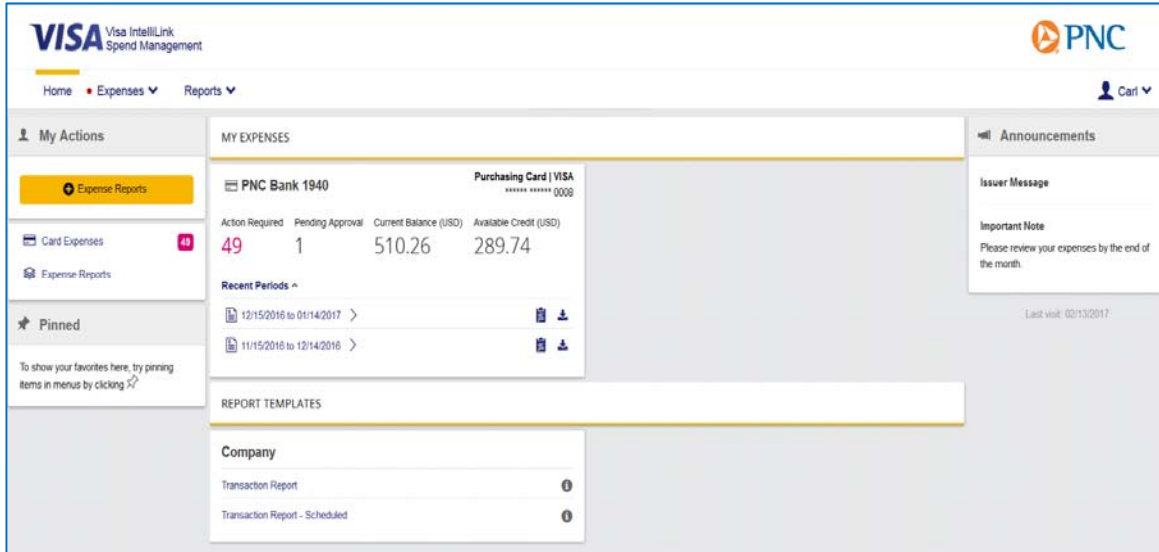 VISA Visa IntelliLink
Spend Management
PNC
Home Expenses Reports Carl
My Actions
Expense Reports
Card Expenses 49
Expense Reports
Pinned
To show your favorites here, try pinning
items in menus by clicking
MY EXPENSES
PNC Bank 1940
Purchasing Card | VISA
****** ****** 0008
Action Required Pending Approval Current Balance (USD) Available Credit (USD)
49 1 510.26 289.74
Recent Periods
12/15/2016 to 01/14/2017
11/15/2016 to 12/14/2016
REPORT TEMPLATES
Company
Transaction Report
Transaction Report - Scheduled
Announcements
Issuer Message
Important Note
Please review your expenses by the end of
the month.
Last visit: 02/13/2017